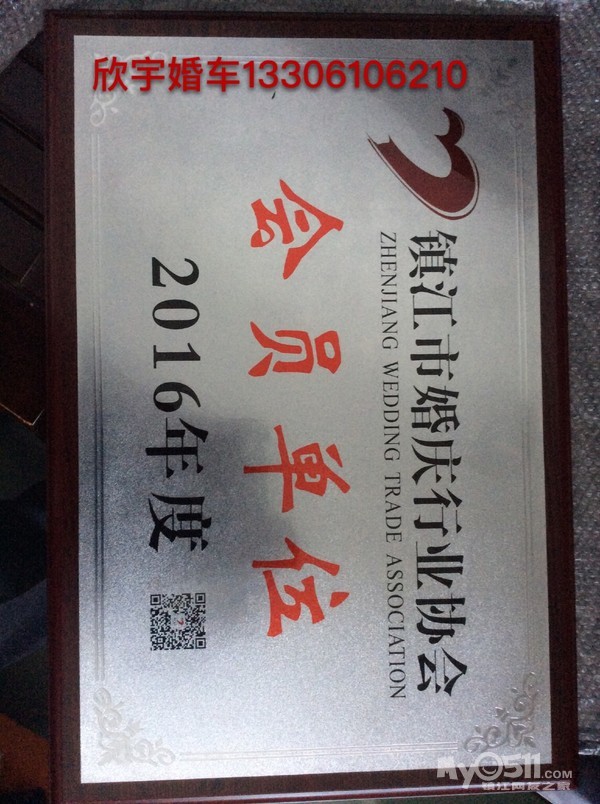 欣宇婚车13306106210
镇江市婚庆行业协会
ZHENJIANG WEDDING TRADE ASSOCIATION
会员单位
2016年度
My0511.COM
镇江网友之家